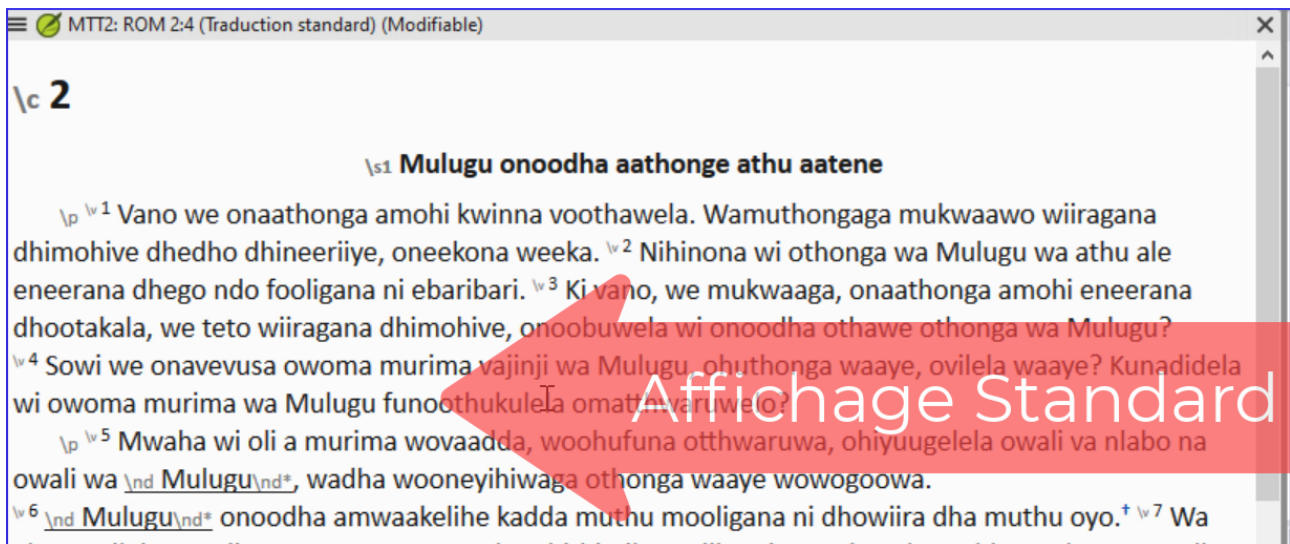 MTT2: ROM 2:4 (Traduction standard) (Modifiable)
\c 2
\s1 Mulugu onoodha aathonge athu aatene
\p \v 1 Vano we onaathonga amohi kwinna voothawela. Wamuthongaga mukwaawo wiiragana
dhimohive dhedho dhineeriiye, oneekona weeka. \v 2 Nihinona wi othonga wa Mulugu wa athu ale
eneerana dhego ndo fooligana ni ebaribari. \v 3 Ki vano, we mukwaaga, onaathonga amohi eneerana
dhootakala, we teto wiiragana dhimohive, onoobuwela wi onoodha othawe othonga wa Mulugu?
\v 4 Sowi we onavevusa owoma murima vajinji wa Mulugu, ohuthonga waaye, ovilela waaye? Kunadidela
Affichage Standard
wi owoma murima wa Mulugu funoothukulela omatthwaruwelo?
\p \v 5 Mwaha wi oli a murima wovaadda, woohufuna otthwaruwa, ohiyuugelela owali va nlabo na
owali wa \nd Mulugu\nd*, wadha wooneyihiwaga othonga waaye wowogoowa.
\v 6 \nd Mulugu\nd* onoodha amwaakelihe kadda muthu mooligana ni dhowiira dha muthu oyo.† \v 7 Wa